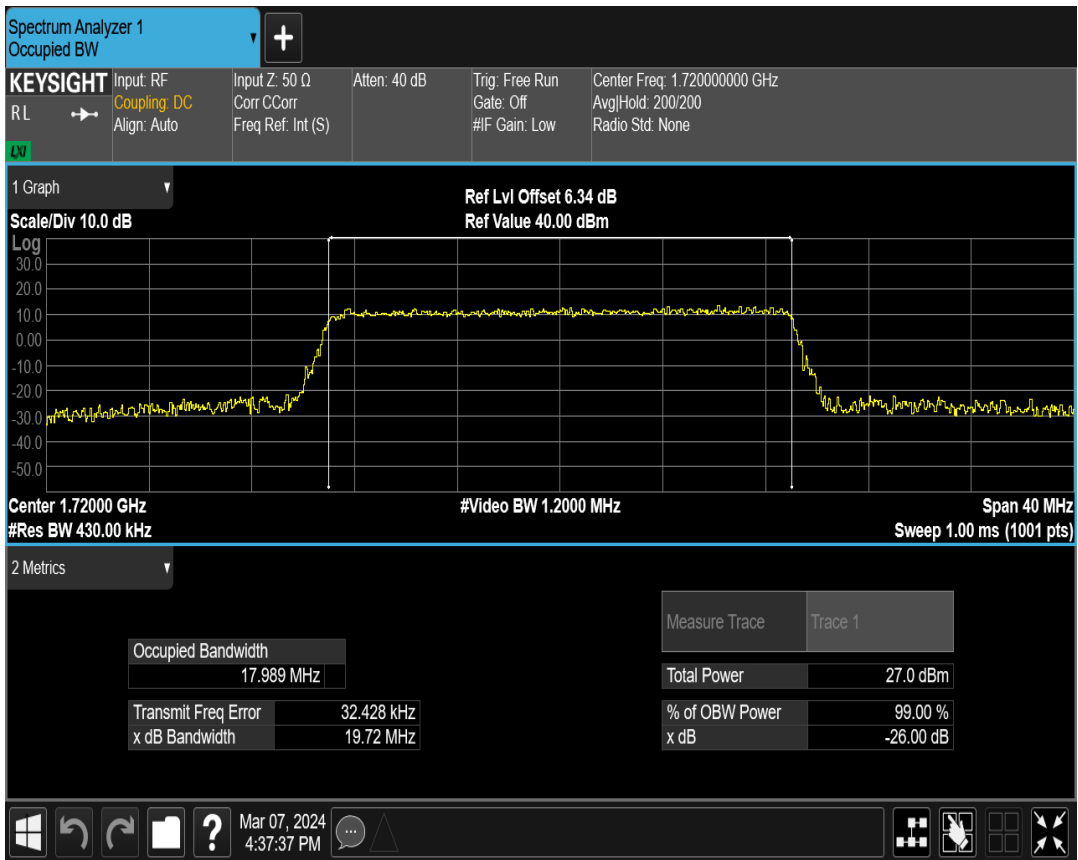 Spectrum Analyzer 1
Occupied BW
+
KEYSIGHT
RL
LXI
Input: RF
Coupling: DC
Align: Auto
Input Z: 50 Ω
Corr CCorr
Freq Ref: Int (S)
Atten: 40 dB
Trig: Free Run
Gate: Off
#IF Gain: Low
Center Freq: 1.720000000 GHz
Avg|Hold: 200/200
Radio Std: None
1 Graph
Scale/Div 10.0 dB
Ref Lvl Offset 6.34 dB
Ref Value 40.00 dBm
Log
30.0
20.0
10.0
0.00
-10.0
-20.0
-30.0
-40.0
-50.0
Center 1.72000 GHz
#Video BW 1.2000 MHz
Span 40 MHz
#Res BW 430.00 kHz
Sweep 1.00 ms (1001 pts)
2 Metrics
Measure Trace Trace 1
Occupied Bandwidth
17.989 MHz
Total Power 27.0 dBm
Transmit Freq Error 32.428 kHz
% of OBW Power 99.00 %
x dB Bandwidth 19.72 MHz
x dB -26.00 dB
?
Mar 07, 2024
4:37:37 PM